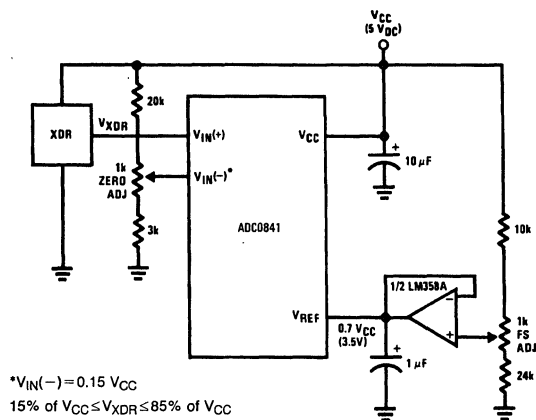 VCC
(5 VDC)
20k
XDR
VXDR
VIN(+)
VCC
1k
ZERO
ADJ
VIN(−)*
+
10 µF
3k
ADC0841
10k
1/2 LM358A
−
+
VREF
0.7 VCC
(3.5V)
1k
FS
ADJ
+
1 µF
24k
*VIN(−)=0.15 VCC
15% of VCC≤VXDR≤85% of VCC